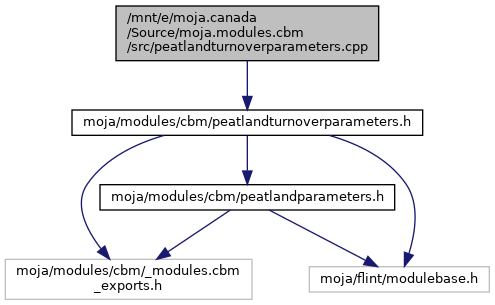 /mnt/e/moja.canada
/Source/moja.modules.cbm
/src/peatlandturnoverparameters.cpp
moja/modules/cbm/peatlandturnoverparameters.h
moja/modules/cbm/peatlandparameters.h
moja/modules/cbm/_modules.cbm
_exports.h
moja/flint/modulebase.h